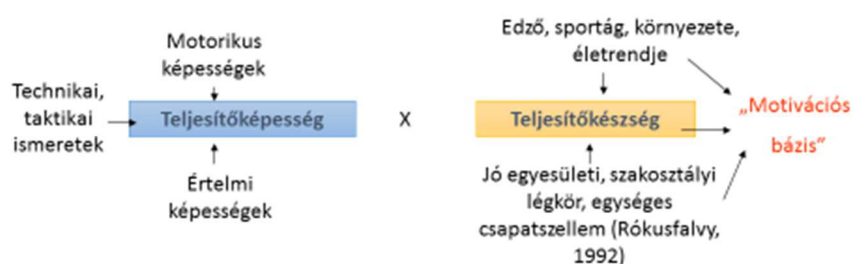 Motorikus
képességek
Technikai,
taktikai
ismeretek
Teljesítőképesség
Értelmi
képességek
X
Edző, sportág, környezete,
életrendje
Teljesítőkészség
Jó egyesületi, szakosztályi
légkör, egységes
csapatszellem (Rókusfalvy,
1992)
„Motivációs
bázis”